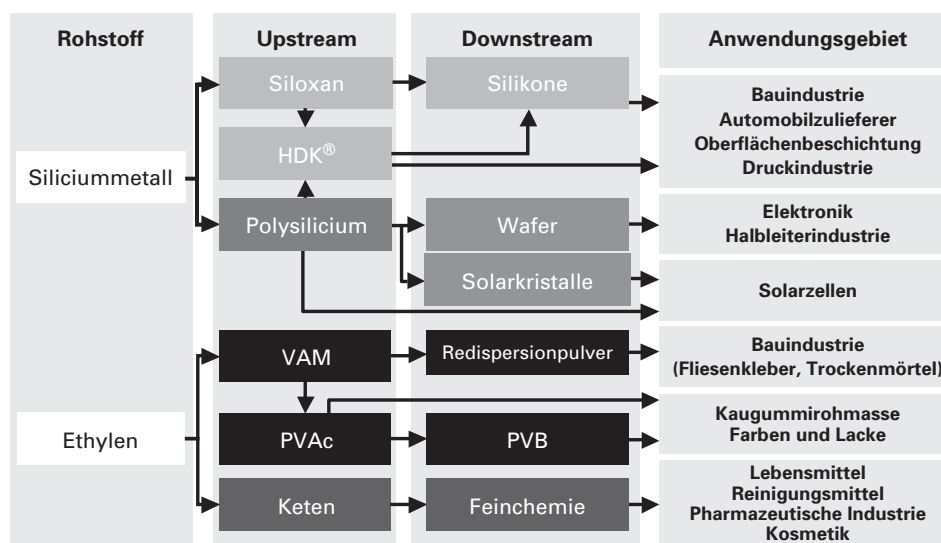 Rohstoff
Upstream
Downstream
Anwendungsgebiet
Siloxan
Silikone
Bauindustrie
Automobilzulieferer
Oberflächenbeschichtung
Druckindustrie
HDK®
Siliciummetall
Polysilicium
Wafer
Elektronik
Halbleiterindustrie
Solarkristalle
Solarzellen
VAM
Redispersionpulver
Bauindustrie
(Fliesenkleber, Trockenmörtel)
Ethylen
PVAc
PVB
Kaugummirohmasse
Farben und Lacke
Keten
Feinchemie
Lebensmittel
Reinigungsmittel
Pharmazeutische Industrie
Kosmetik